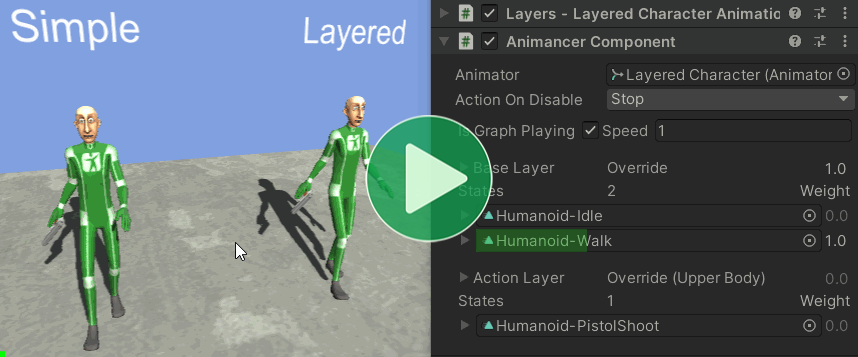 Simple
Layered
Layers - Layered Character Animatio
Animancer Component
Animator Layered Character (Animator
Action On Disable Stop
Is Graph Playing Speed 1
Base Layer Override 1.0
States 2 Weight
Humanoid-Idle 0.0
Humanoid-Walk 1.0
Action Layer Override (Upper Body) 0.0
States 1 Weight
Humanoid-PistolShoot 0.0